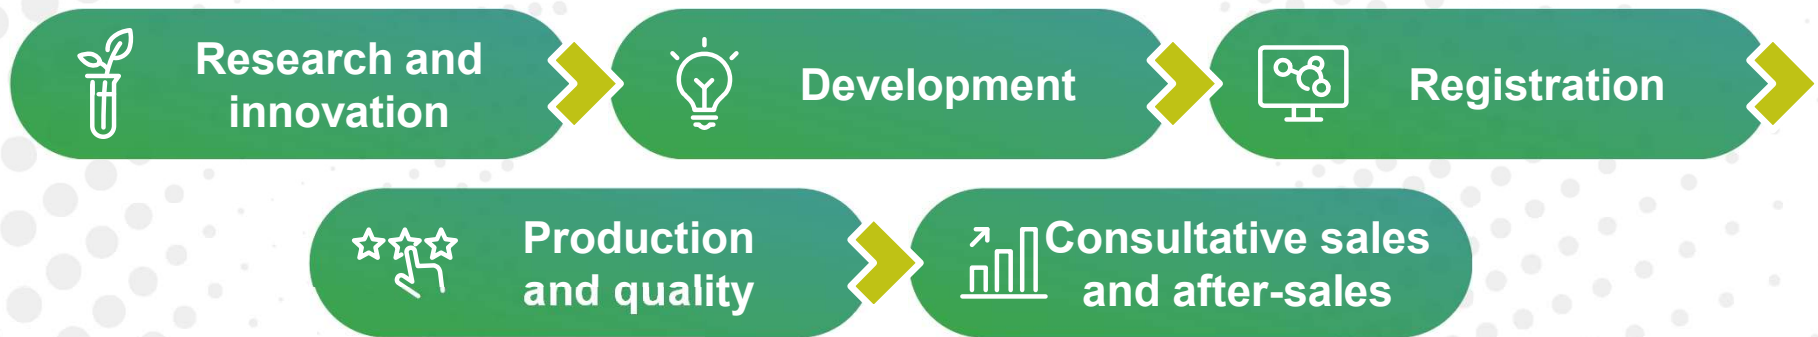 Research and
innovation
Development
Registration
Production
and quality
Consultative sales
and after-sales